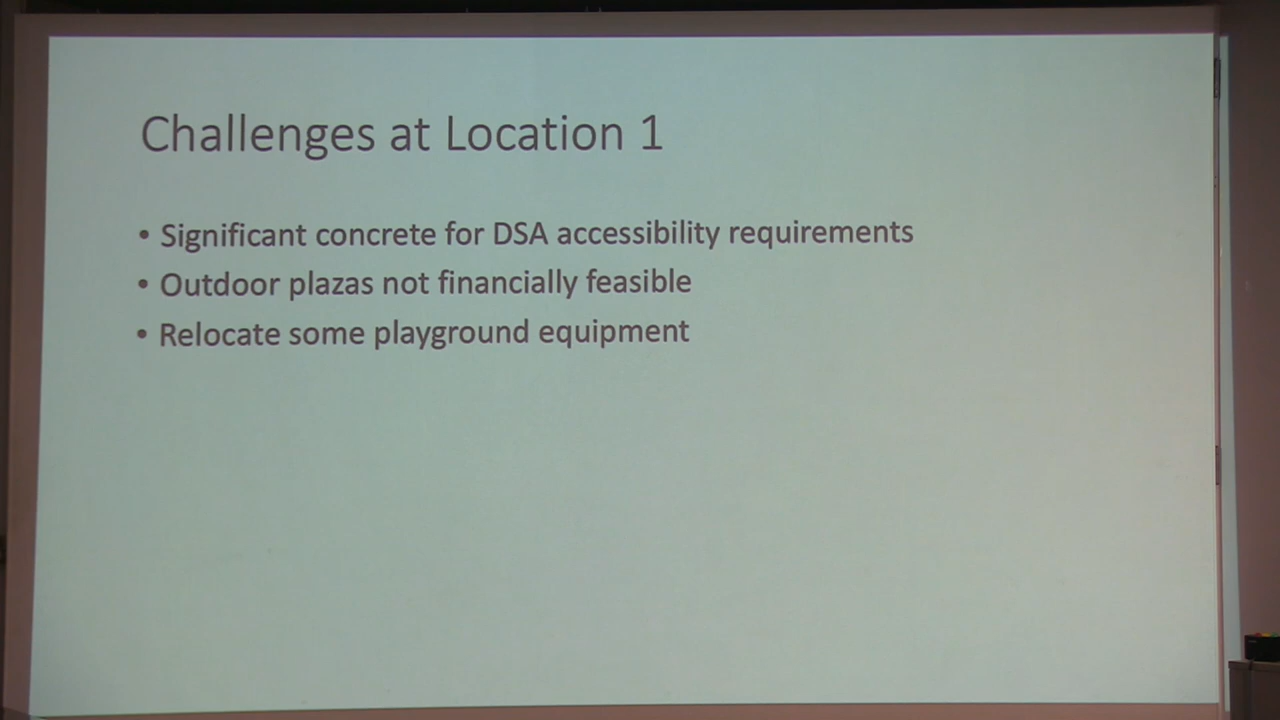 Challenges at Location 1
• Significant concrete for DSA accessibility requirements
• Outdoor plazas not financially feasible
• Relocate some playground equipment